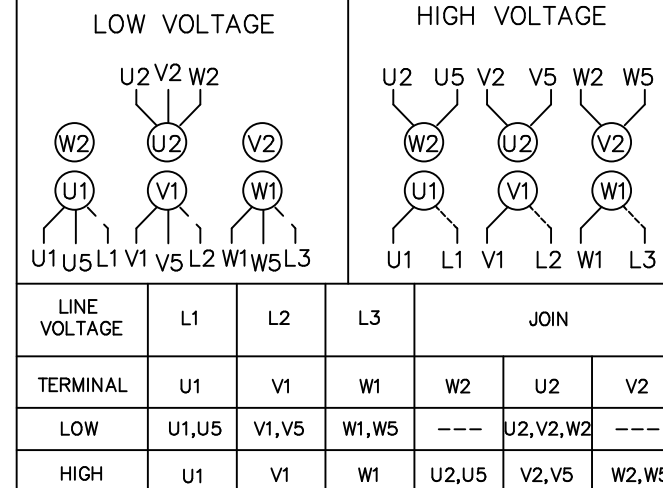 LOW VOLTAGE
U2 V2 W2
W2 U2 V2
U1 V1 W1
U1 U5 L1 V1 V5 L2 W1 W5 L3
HIGH VOLTAGE
U2 U5 V2 V5 W2 W5
W2 U2 V2
U1 V1 W1
U1 L1 V1 L2 W1 L3
LINE
VOLTAGE L1 L2 L3 JOIN
TERMINAL U1 V1 W1 W2 U2 V2
LOW U1,U5 V1,V5 W1,W5 --- U2,V2,W2 ---
HIGH U1 V1 W1 U2,U5 V2,V5 W2,W5